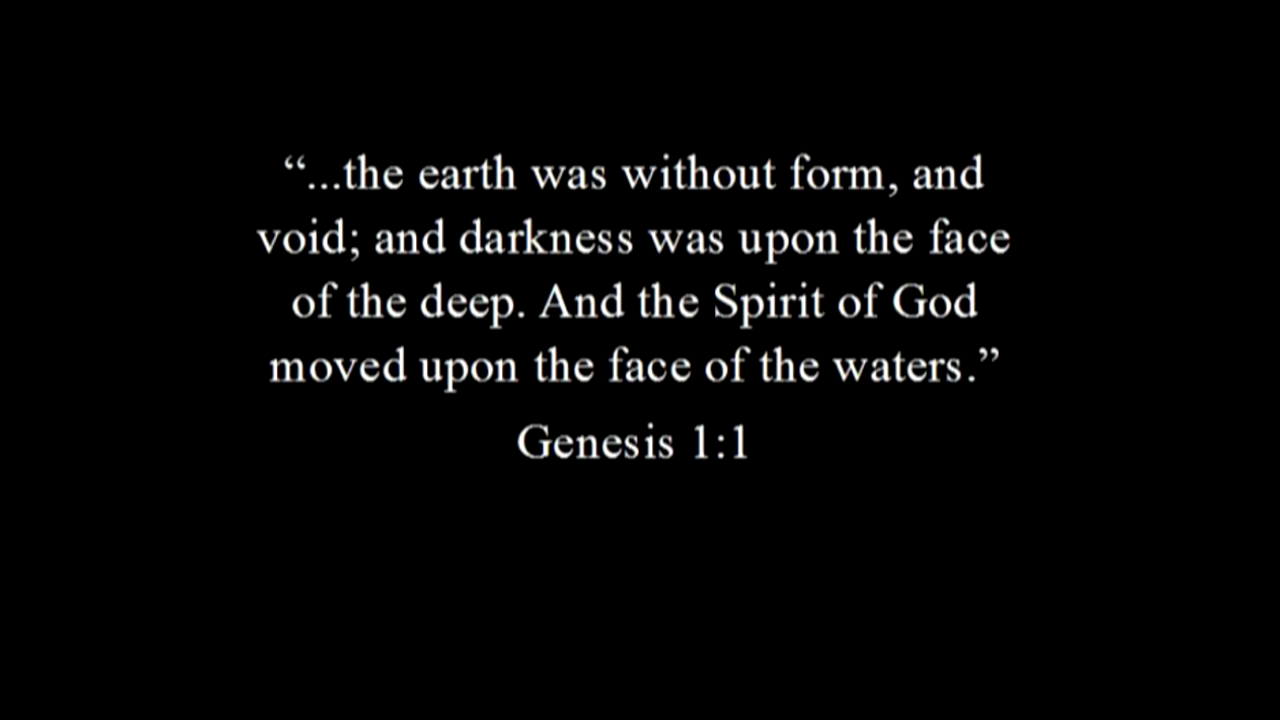 “...the earth was without form, and
void; and darkness was upon the face
of the deep. And the Spirit of God
moved upon the face of the waters.”
Genesis 1:1